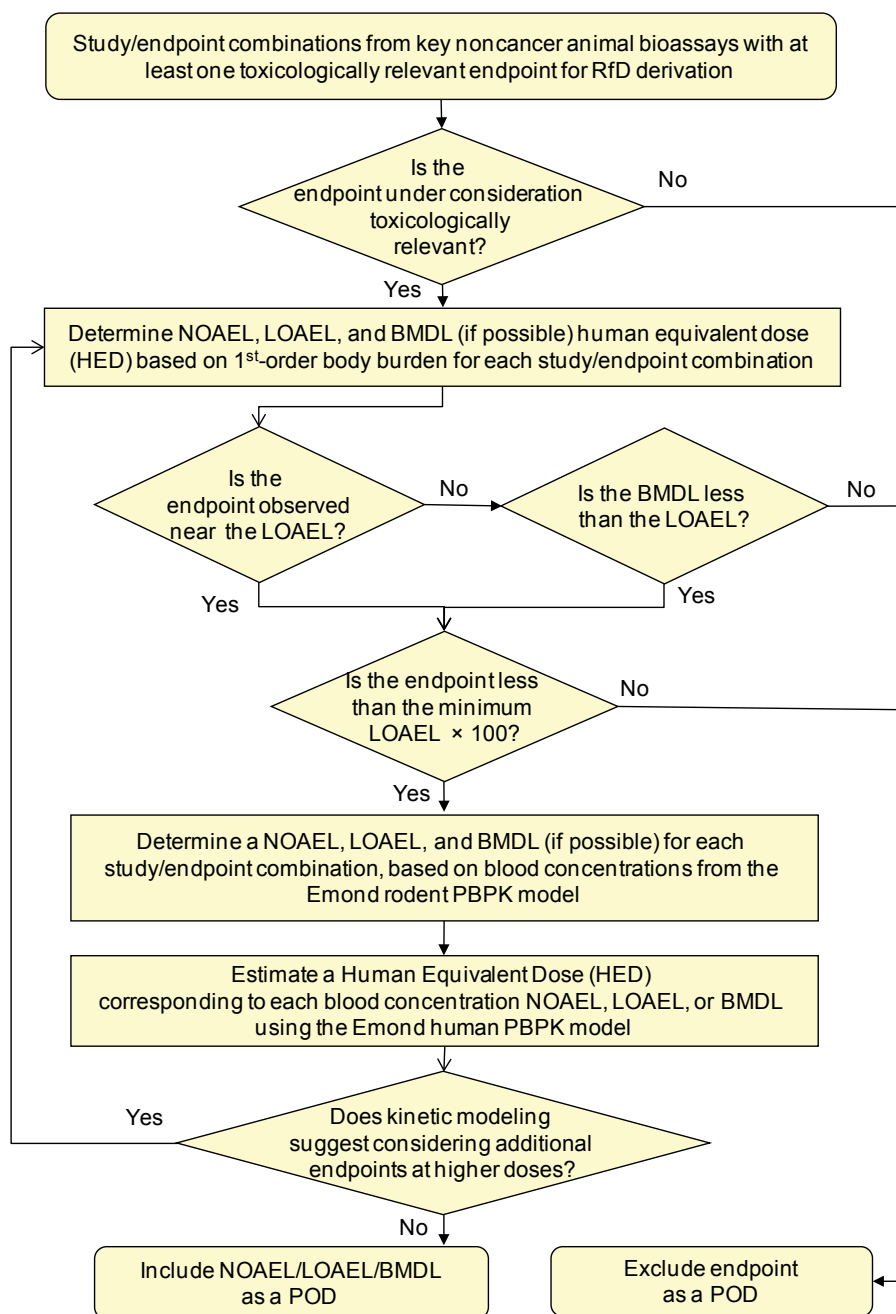 Study/endpoint combinations from key noncancer animal bioassays with at
least one toxicologically relevant endpoint for RfD derivation
Is the
endpoint under consideration
toxicologically
relevant?
No
Yes
Determine NOAEL, LOAEL, and BMDL (if possible) human equivalent dose
(HED) based on 1st-order body burden for each study/endpoint combination
Is the
endpoint observed
near the LOAEL?
No
Is the BMDL less
than the LOAEL?
No
Yes
Yes
Is the endpoint less
than the minimum
LOAEL × 100?
No
Yes
Determine a NOAEL, LOAEL, and BMDL (if possible) for each
study/endpoint combination, based on blood concentrations from the
Emond rodent PBPK model
Estimate a Human Equivalent Dose (HED)
corresponding to each blood concentration NOAEL, LOAEL, or BMDL
using the Emond human PBPK model
Yes
Does kinetic modeling
suggest considering additional
endpoints at higher doses?
No
Include NOAEL/LOAEL/BMDL
as a POD
Exclude endpoint
as a POD